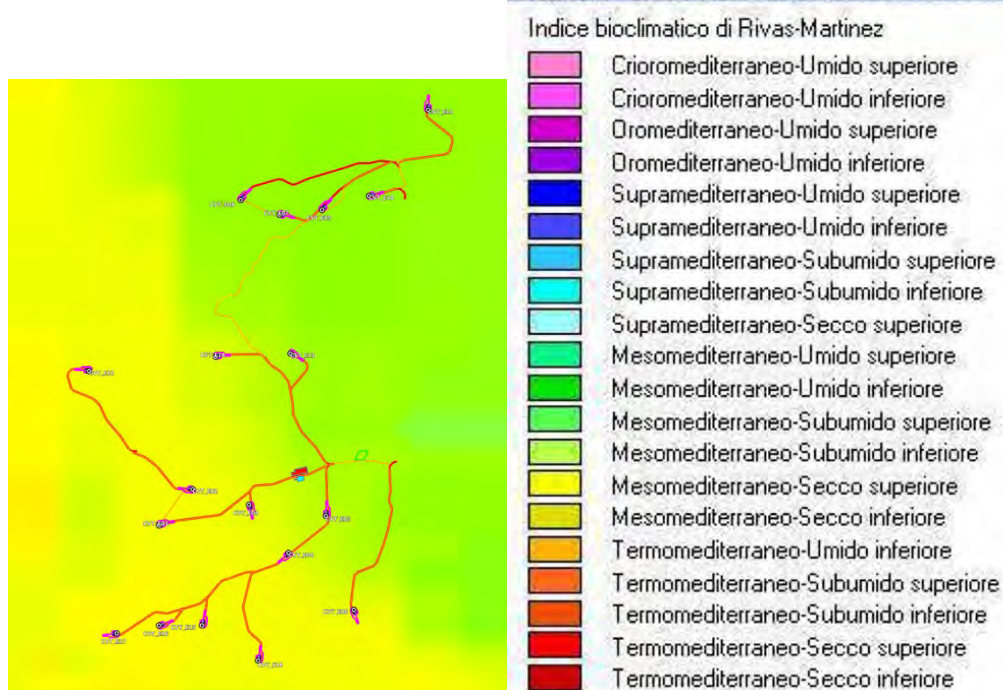 Indice bioclimatico di Rivas-Martinez
Crioromediterraneo-Umido superiore
Crioromediterraneo-Umido inferiore
Oromediterraneo-Umido superiore
Oromediterraneo-Umido inferiore
Supramediterraneo-Umido superiore
Supramediterraneo-Umido inferiore
Supramediterraneo-Subumido superiore
Supramediterraneo-Subumido inferiore
Supramediterraneo-Secco superiore
Mesomediterraneo-Umido superiore
Mesomediterraneo-Umido inferiore
Mesomediterraneo-Subumido superiore
Mesomediterraneo-Subumido inferiore
Mesomediterraneo-Secco superiore
Mesomediterraneo-Secco inferiore
Termomediterraneo-Umido inferiore
Termomediterraneo-Subumido superiore
Termomediterraneo-Subumido inferiore
Termomediterraneo-Secco superiore
Termomediterraneo-Secco inferiore